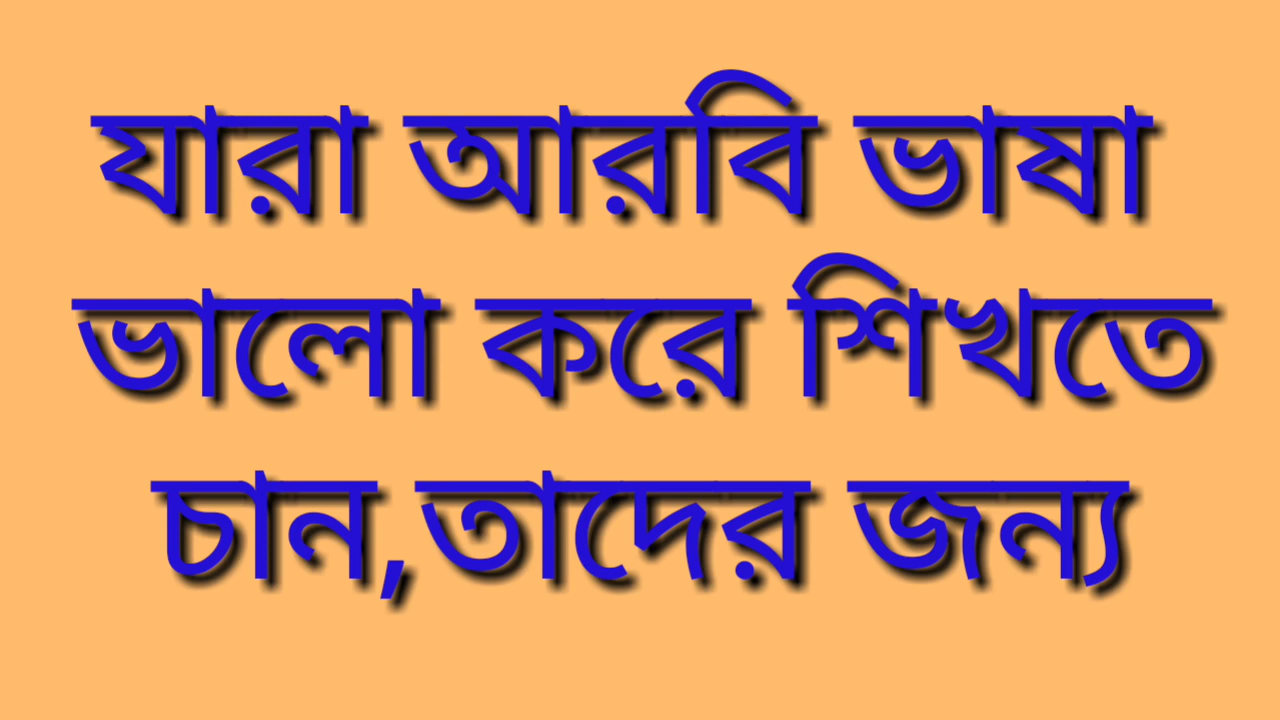 যারা আরবি ভাষা
ভালো করে শিখতে
চান,তাদের জন্য